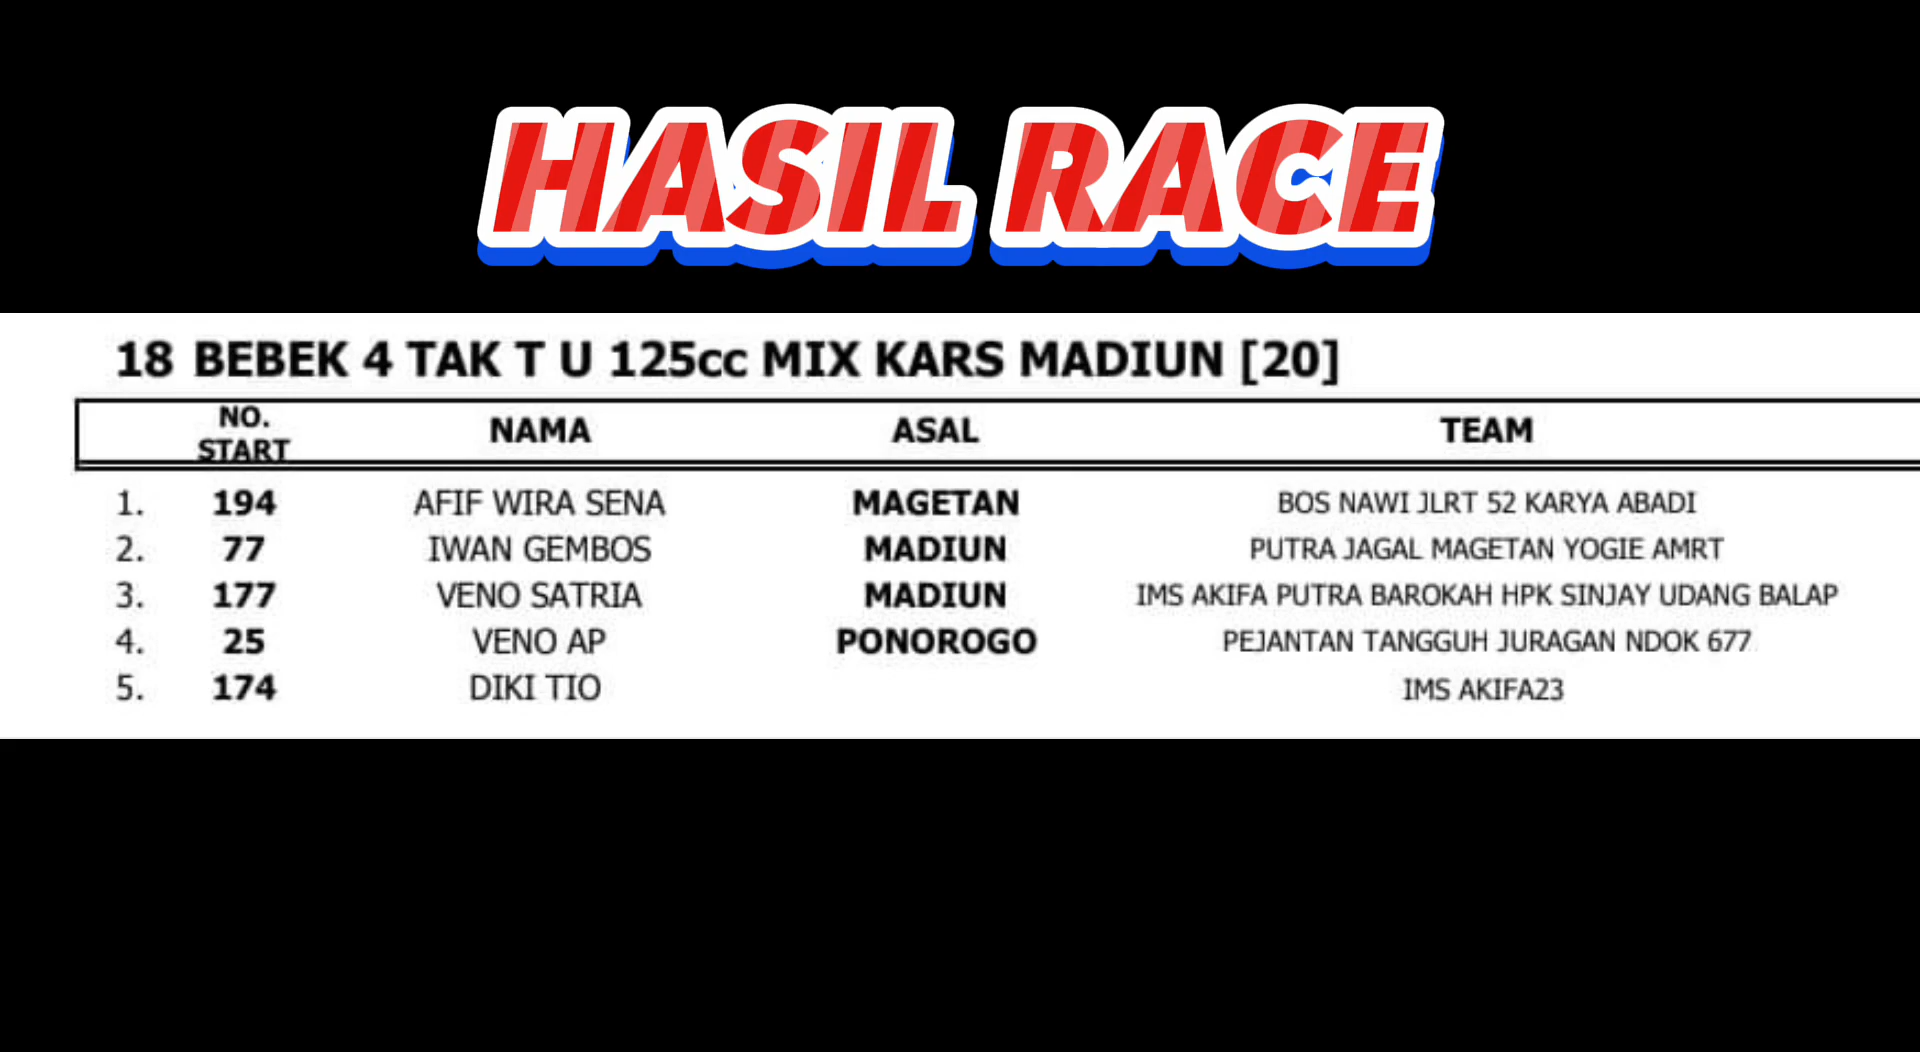 HASIL RACE
18 BEBEK 4 TAK T U 125cc MIX KARS MADIUN [20]
NO. START NAMA ASAL TEAM
1. 194 AFIF WIRA SENA MAGETAN BOS NAWI JLRT 52 KARYA ABADI
2. 77 IWAN GEMBOS MADIUN PUTRA JAGAL MAGETAN YOGIE AMRT
3. 177 VENO SATRIA MADIUN IMS AKIFA PUTRA BAROKAH HPK SINJAY UDANG BALAP
4. 25 VENO AP PONOROGO PEJANTAN TANGGUH JURAGAN NDOK 677
5. 174 DIKI TIO IMS AKIFA23